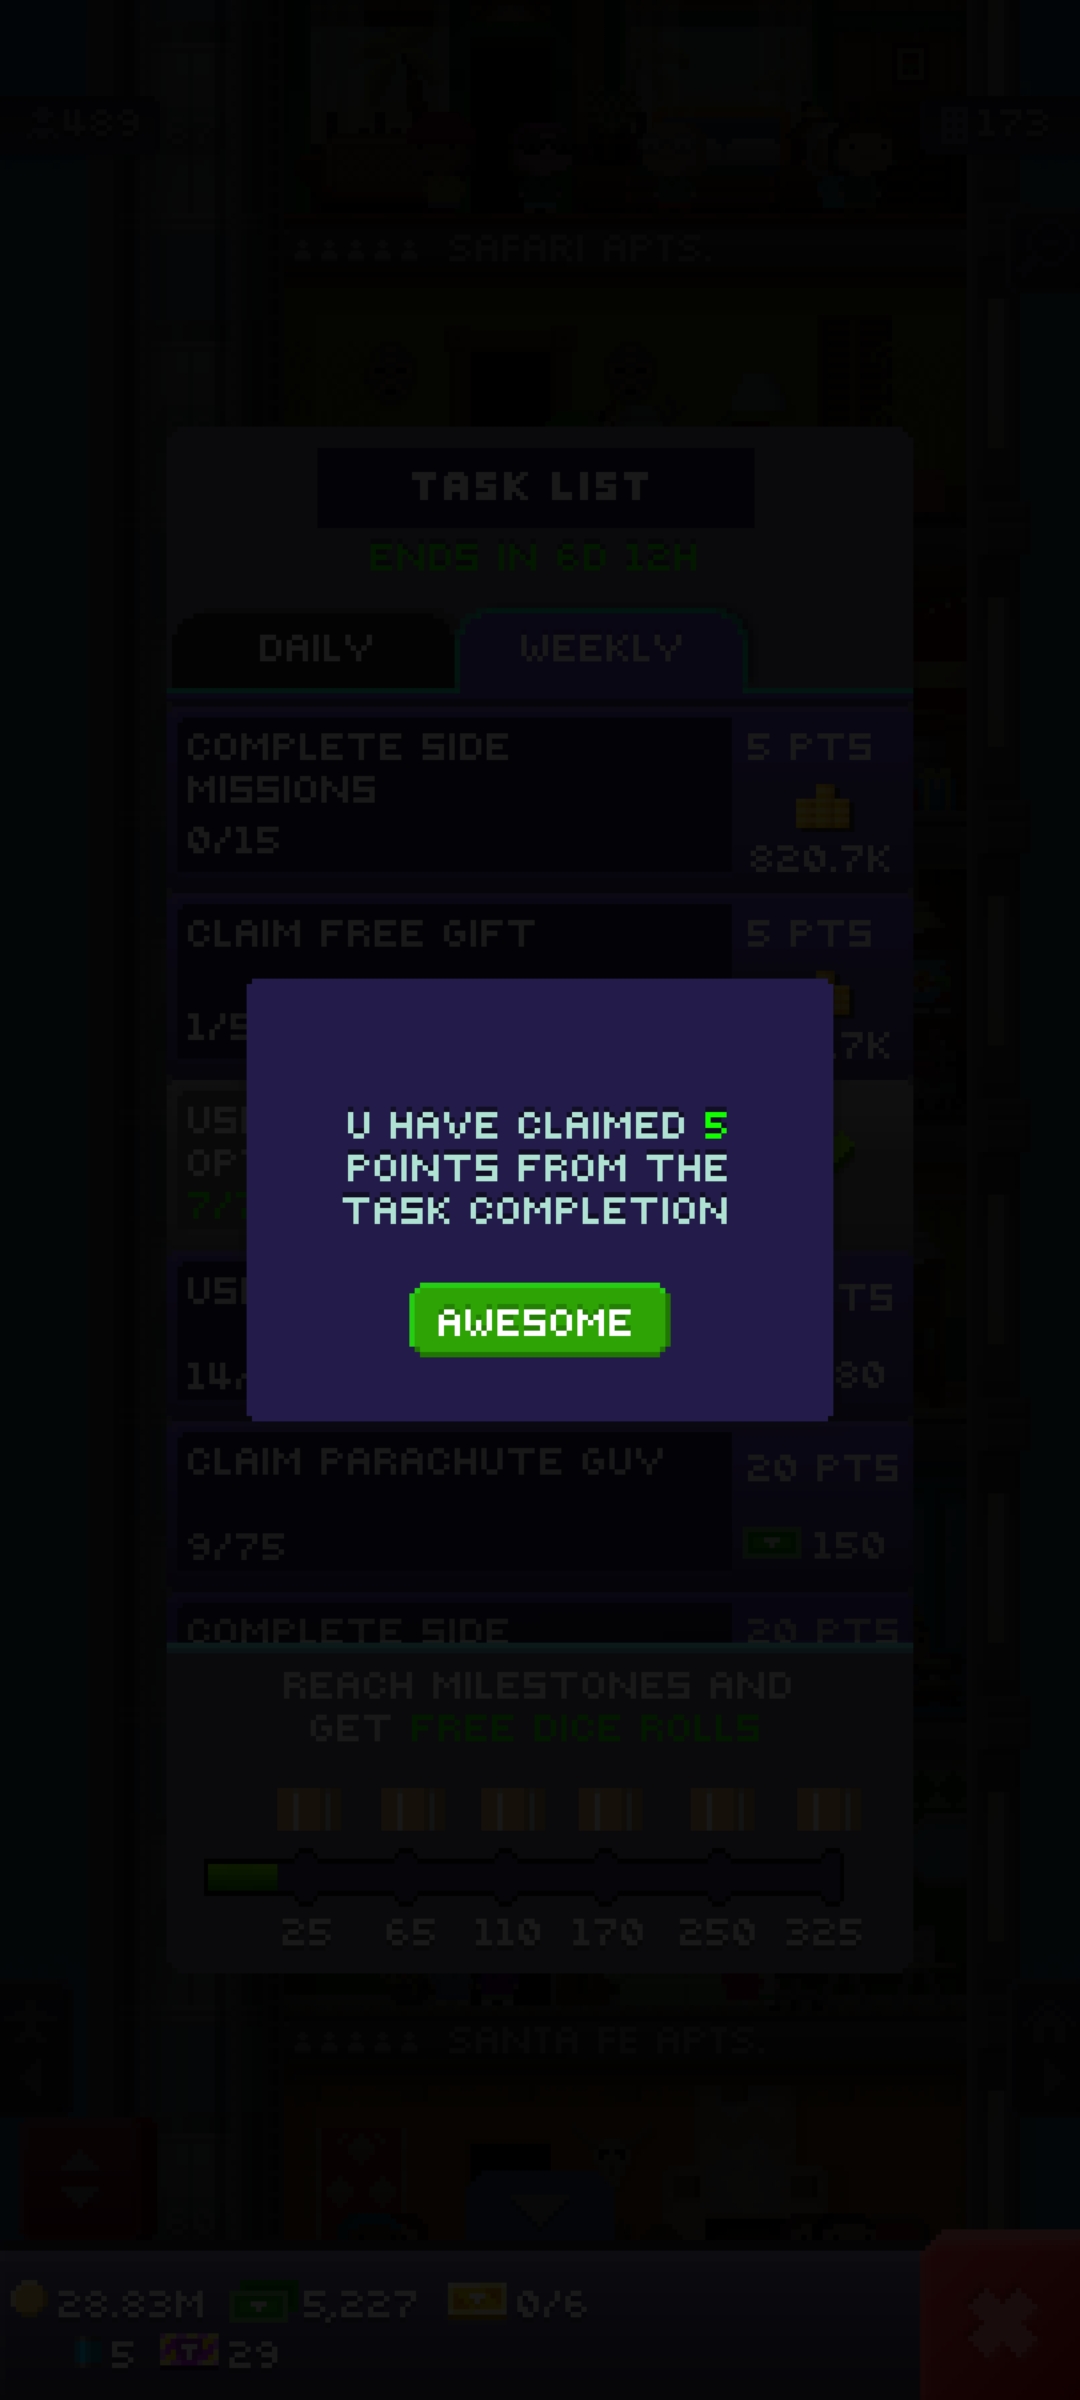 489
173
SAFARI APTS.
TASK LIST
ENDS IN 6D 12H
DAILY
WEEKLY
COMPLETE SIDE
MISSIONS
0/15
5 PTS
820.7K
CLAIM FREE GIFT
5 PTS
7K
U HAVE CLAIMED 5
POINTS FROM THE
TASK COMPLETION
AWESOME
CLAIM PARACHUTE GUY
9/75
20 PTS
150
COMPLETE SIDE
20 PTS
REACH MILESTONES AND
GET FREE DICE ROLLS
25 65 110 170 250 325
SANTA FE APTS.
28.83M 5,227 0/6
5 29